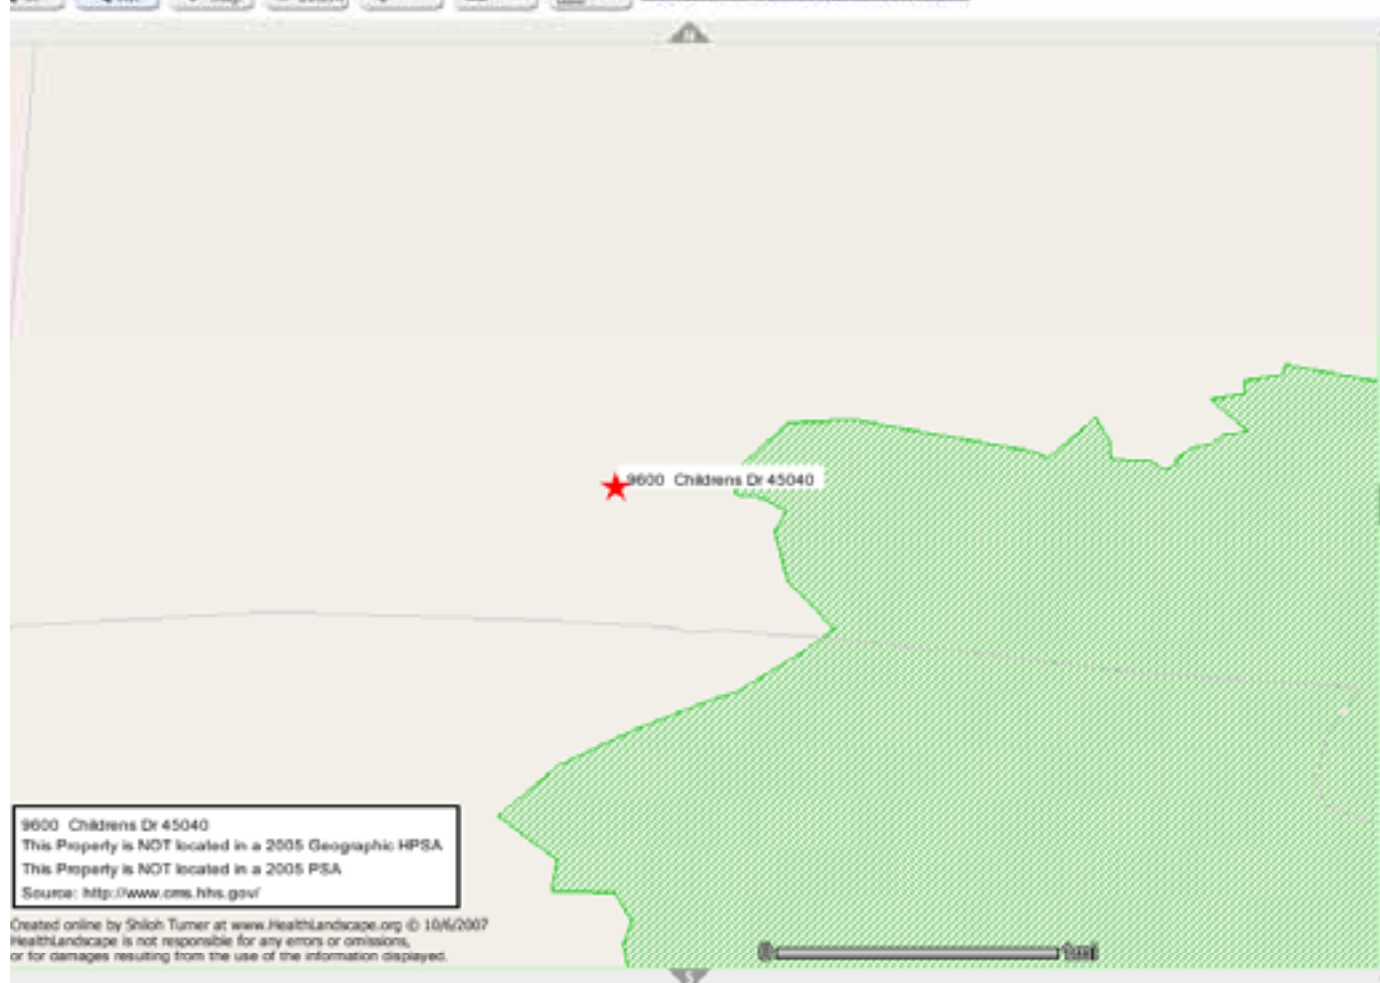 N
9600 Childrens Dr 45040
9600 Childrens Dr 45040
This Property is NOT located in a 2005 Geographic HPSA
This Property is NOT located in a 2005 PSA
Source: http://www.cms.hhs.gov/
Created online by Shiloh Turner at www.HealthLandscape.org © 10/6/2007
HealthLandscape is not responsible for any errors or omissions,
or for damages resulting from the use of the information displayed.
0 1mi
S